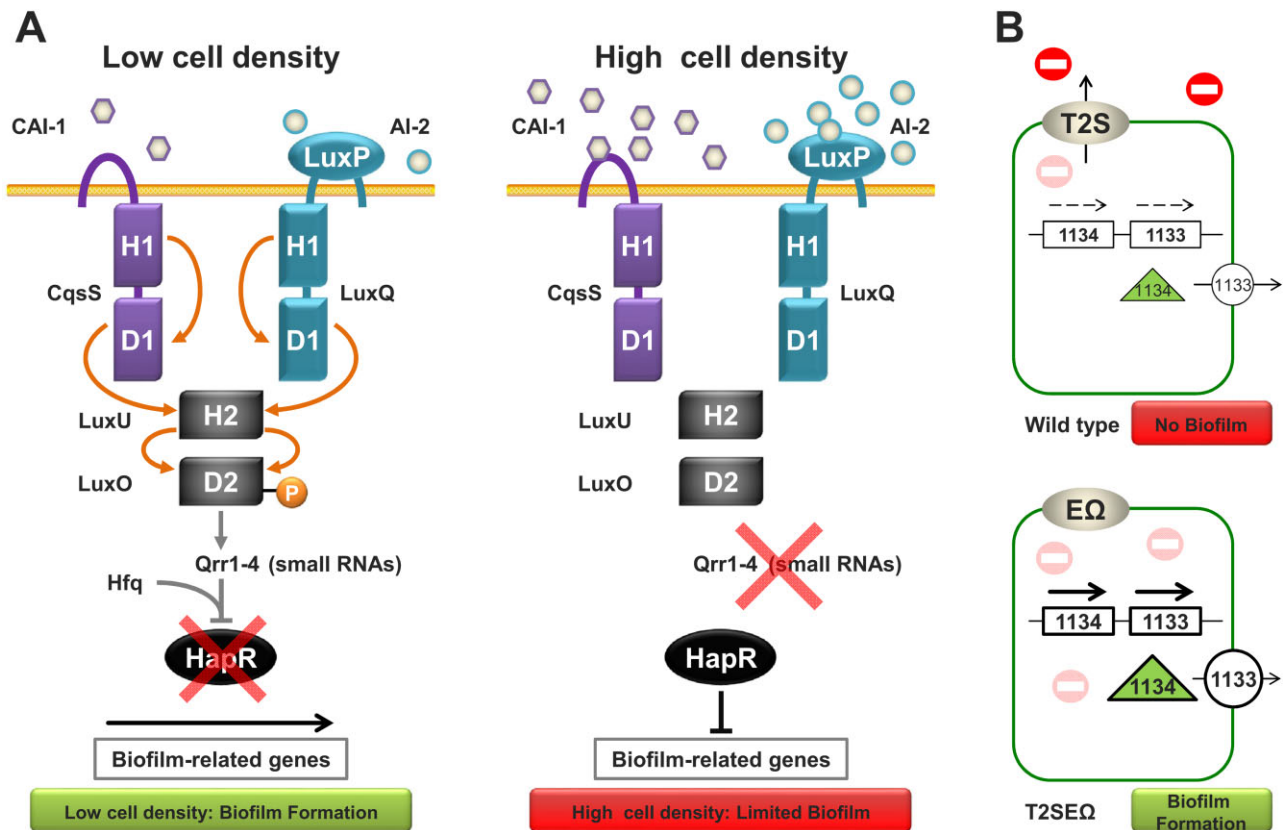 A
Low cell density
CAI-1
AI-2
LuxP
H1
H1
CqsS
LuxQ
D1
D1
LuxU
H2
LuxO
D2
P
Qrr1-4 (small RNAs)
Hfq
HapR
Biofilm-related genes
Low cell density: Biofilm Formation
High cell density
CAI-1
AI-2
LuxP
H1
H1
CqsS
LuxQ
D1
D1
LuxU
H2
LuxO
D2
Qrr1-4 (small RNAs)
HapR
Biofilm-related genes
High cell density: Limited Biofilm
B
T2S
1134
1133
1134
1133
Wild type
No Biofilm
EΩ
1134
1133
1134
1133
T2SEΩ
Biofilm
Formation